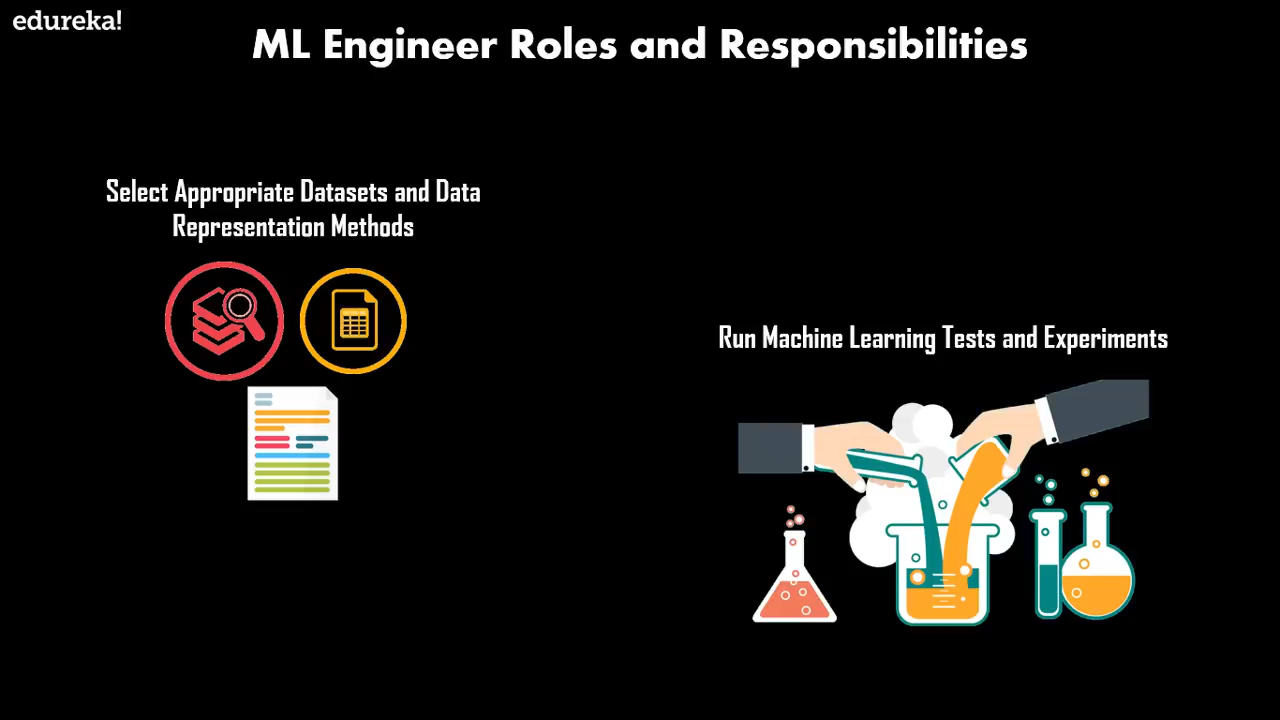 edureka!
ML Engineer Roles and Responsibilities
Select Appropriate Datasets and Data
Representation Methods
Run Machine Learning Tests and Experiments